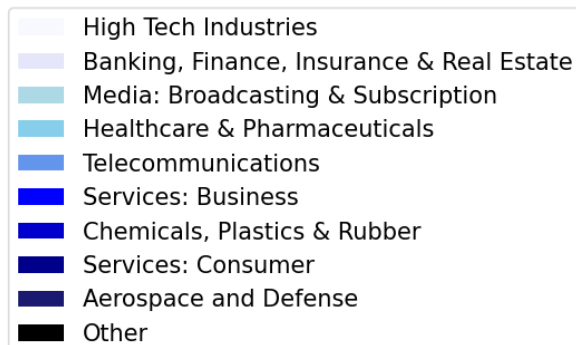 High Tech Industries
Banking, Finance, Insurance & Real Estate
Media: Broadcasting & Subscription
Healthcare & Pharmaceuticals
Telecommunications
Services: Business
Chemicals, Plastics & Rubber
Services: Consumer
Aerospace and Defense
Other